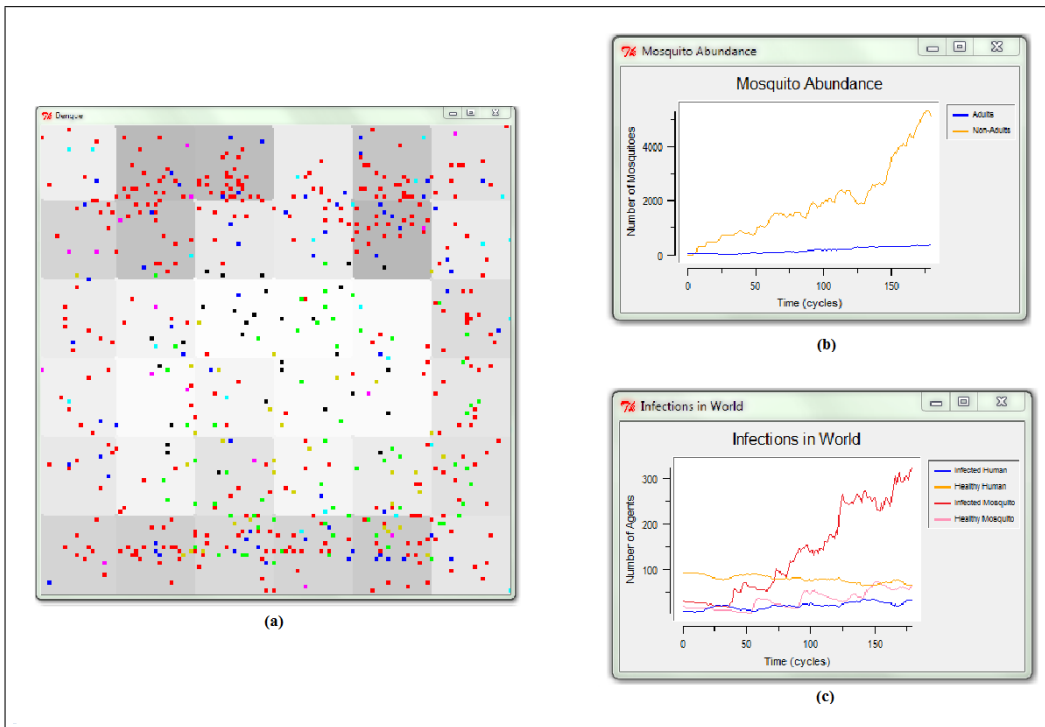 Dengue
(a)
Mosquito Abundance
Mosquito Abundance
Number of Mosquitoes
4000
2000
0
0
50
100
150
Time (cycles)
Adults
Non-Adults
(b)
Infections in World
Infections in World
Number of Agents
300
200
100
0
50
100
150
Time (cycles)
Infected Human
Healthy Human
Infected Mosquito
Healthy Mosquito
(c)